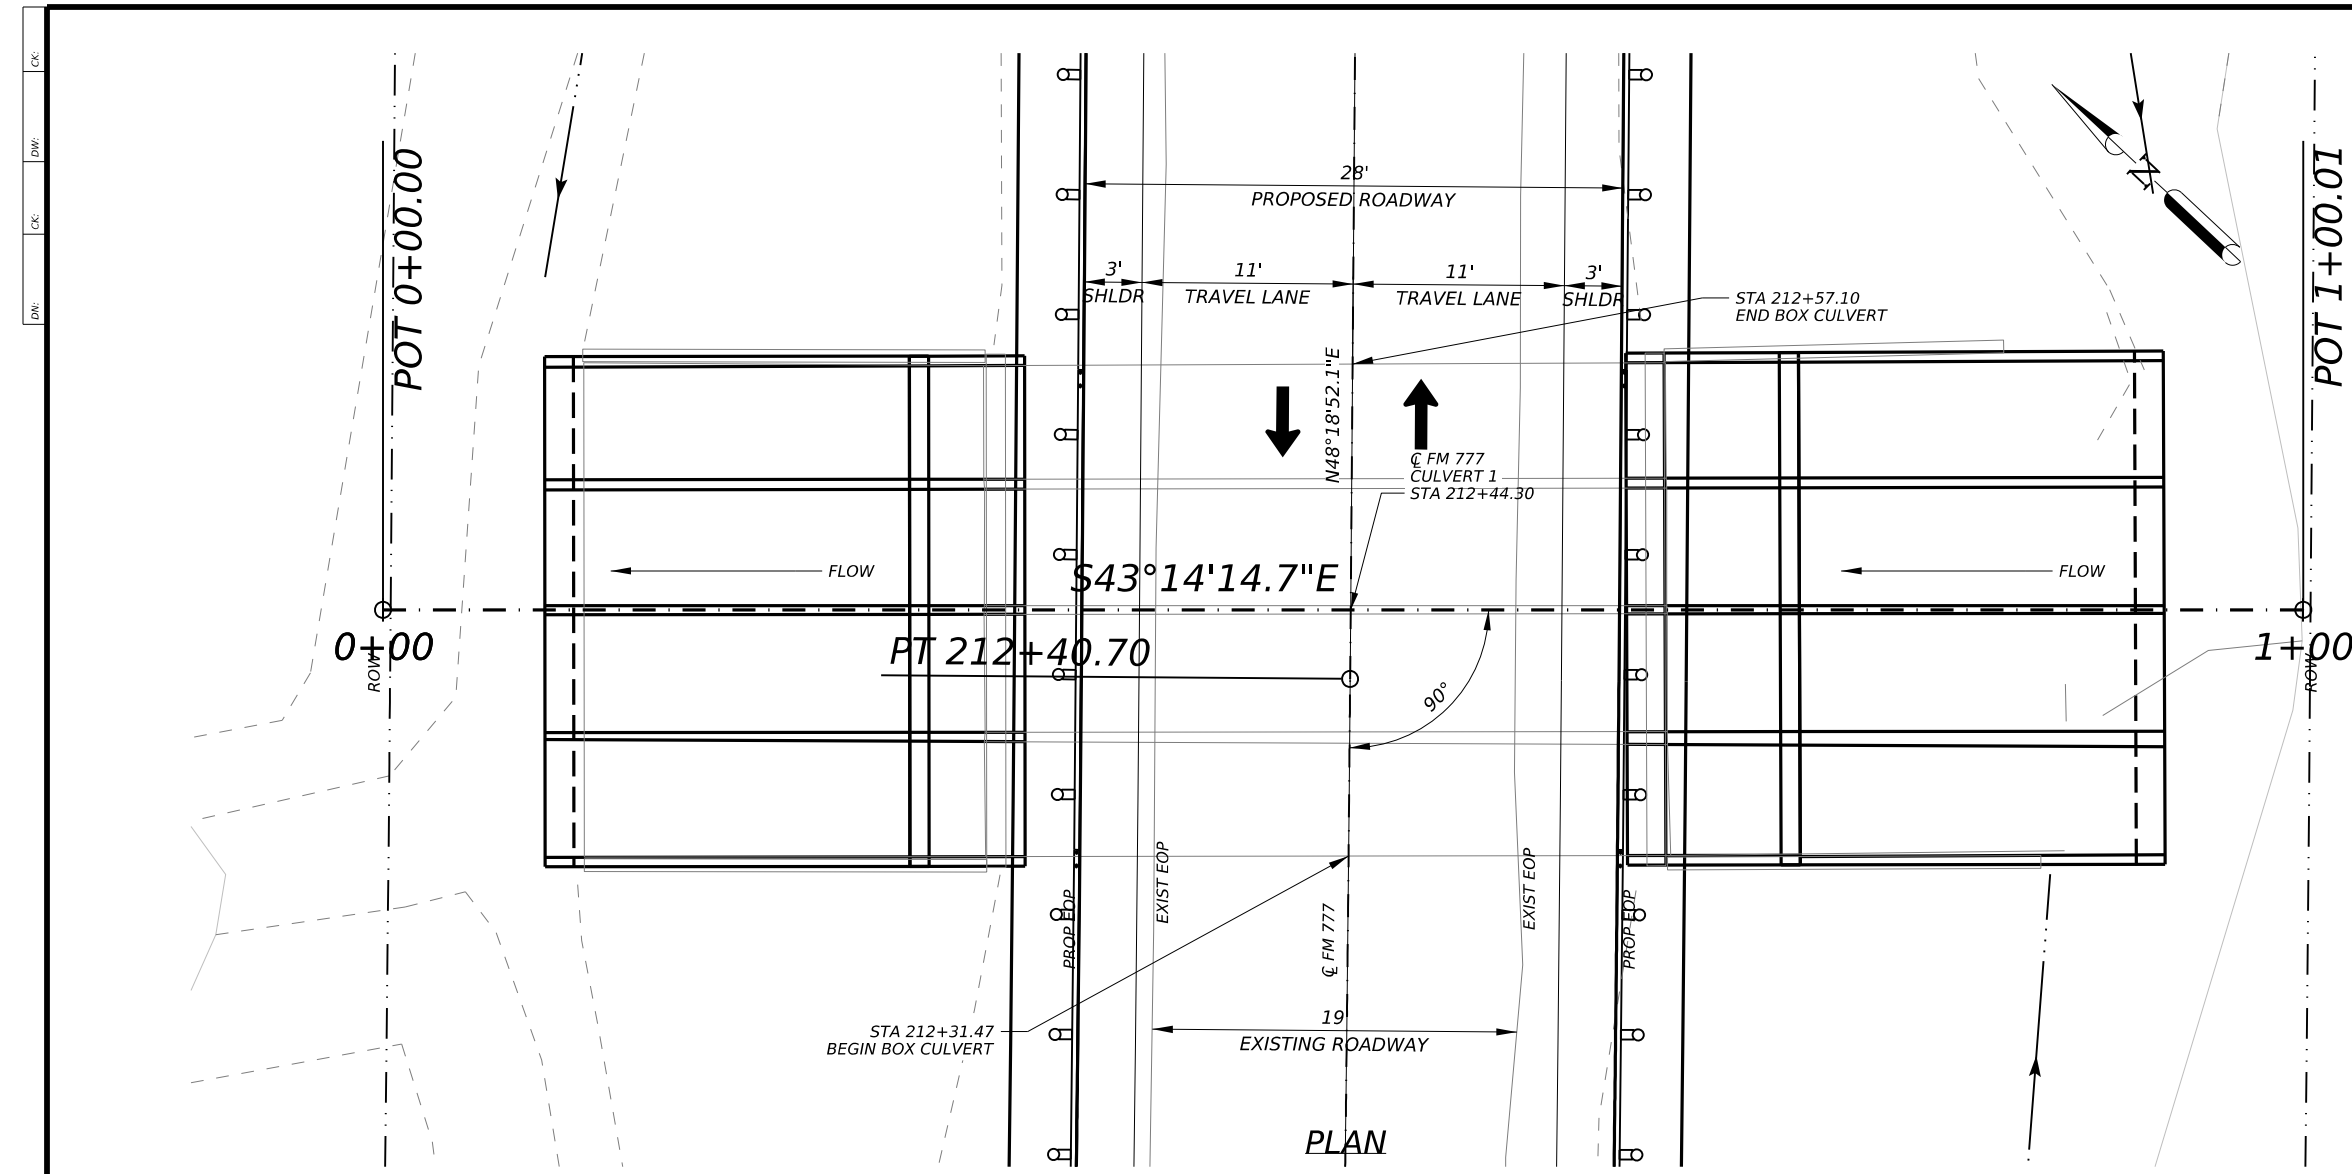 CK:
DW:
CK:
DN:
POT 0+00.00
POT 1+00.01
N
28'
PROPOSED ROADWAY
3'
SHLDR
11'
TRAVEL LANE
11'
TRAVEL LANE
3'
SHLDR
STA 212+57.10
END BOX CULVERT
N48°18'52.1"E
℄ FM 777
CULVERT 1
STA 212+44.30
FLOW
S43°14'14.7"E
FLOW
0+00
ROW
PT 212+40.70
90°
1+00
ROW
PROP EOP
EXIST EOP
℄ FM 777
EXIST EOP
PROP EOP
STA 212+31.47
BEGIN BOX CULVERT
19'
EXISTING ROADWAY
PLAN